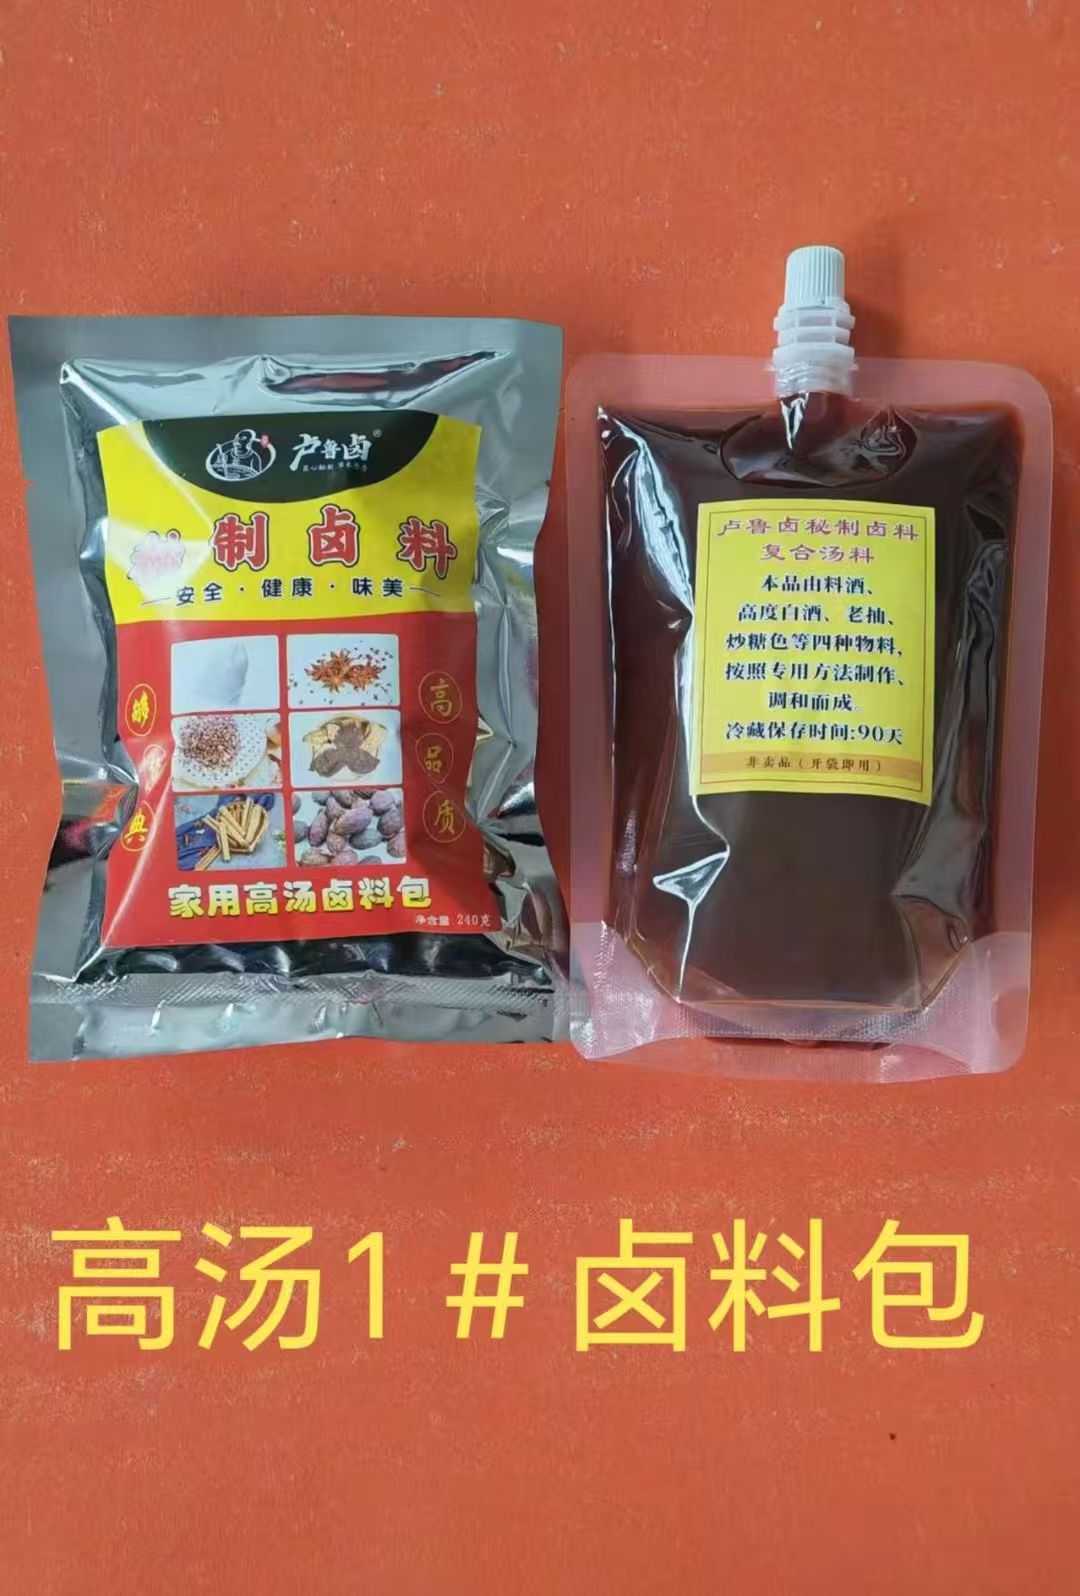 卢鲁卤®
秘制卤料
安全·健康·味美
高品质
家用高汤卤料包
净含量 240克
卢鲁卤秘制卤料
复合汤料
本品由料酒、
高度白酒、老抽、
炒糖色等四种物料,
按照专用方法制作、
调和而成。
冷藏保存时间:90天
非卖品(开袋即用)
高汤1#卤料包